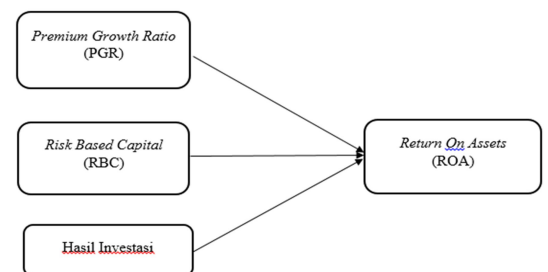 Premium Growth Ratio
(PGR)
Risk Based Capital
(RBC)
Return On Assets
(ROA)
Hasil Investasi